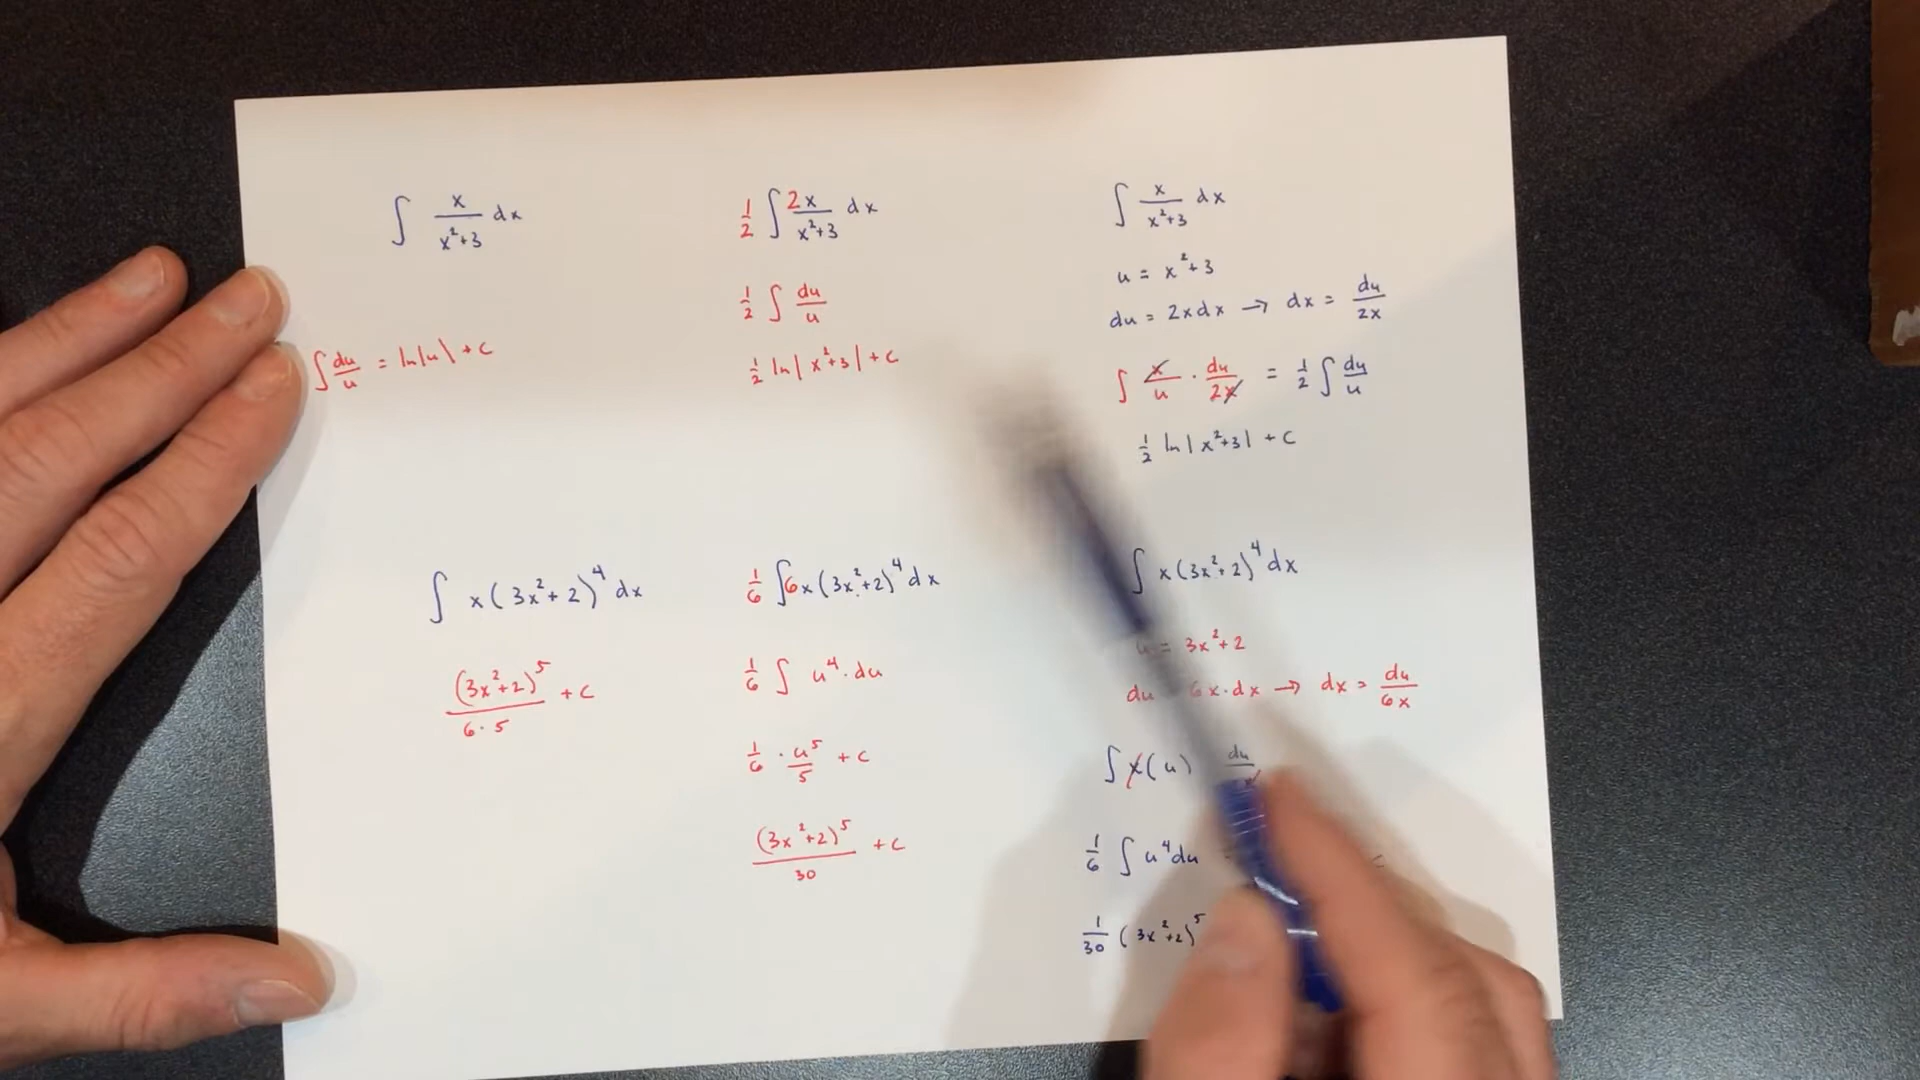 ∫ x/(x²+3) dx
∫ du/u = ln|u| + c
1/2 ∫ 2x/(x²+3) dx
1/2 ∫ du/u
1/2 ln|x²+3| + c
∫ x/(x²+3) dx
u = x²+3
du = 2x dx → dx = du/2x
∫ x/u · du/2x = 1/2 ∫ du/u
1/2 ln|x²+3| + c
∫ x(3x²+2)⁴ dx
(3x²+2)⁵/(6·5) + c
1/6 ∫ 6x(3x²+2)⁴ dx
1/6 ∫ u⁴·du
1/6 · u⁵/5 + c
(3x²+2)⁵/30 + c
∫ x(3x²+2)⁴ dx
u = 3x²+2
du 6x·dx → dx = du/6x
∫ x(u) du
1/6 ∫ u⁴du
1/30 (3x²+2)⁵